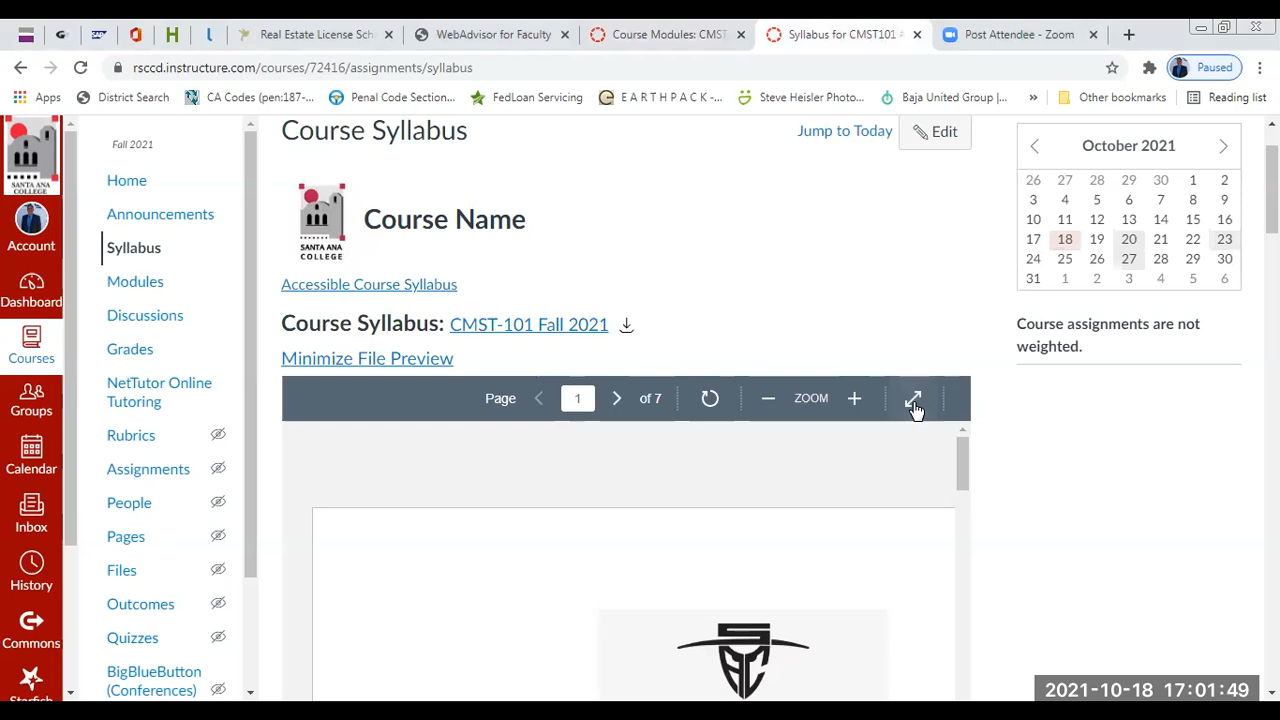 Real Estate License Sch
WebAdvisor for Faculty
Course Modules: CMST-
Syllabus for CMST101
Post Attendee - Zoom
rsccd.instructure.com/courses/72416/assignments/syllabus
Paused
Apps
District Search
CA Codes (pen:187-...
Penal Code Section...
FedLoan Servicing
E A R T H P A C K -...
Steve Heisler Photo...
Baja United Group |...
Other bookmarks
Reading list
SANTA ANA
COLLEGE
Account
Dashboard
Courses
Groups
Calendar
Inbox
History
Commons
Starfish
Fall 2021
Home
Announcements
Syllabus
Modules
Discussions
Grades
NetTutor Online
Tutoring
Rubrics
Assignments
People
Pages
Files
Outcomes
Quizzes
BigBlueButton
(Conferences)
Course Syllabus
Jump to Today
Edit
SANTA ANA
COLLEGE
Course Name
Accessible Course Syllabus
Course Syllabus: CMST-101 Fall 2021
Minimize File Preview
Page 1 of 7 ZOOM
SAC
October 2021
26 27 28 29 30 1 2
3 4 5 6 7 8 9
10 11 12 13 14 15 16
17 18 19 20 21 22 23
24 25 26 27 28 29 30
31 1 2 3 4 5 6
Course assignments are not
weighted.
2021-10-18 17:01:49